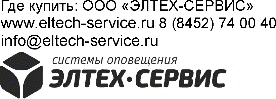 Где купить: ООО «ЭЛТЕХ-СЕРВИС»
www.eltech-service.ru 8 (8452) 74 00 40
info@eltech-service.ru
системы оповещения
ЭЛТЕХ·СЕРВИС